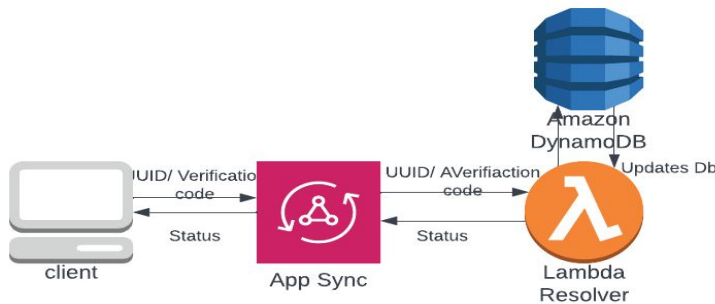 Amazon
DynamoDB
UUID/ Verificatio
code
UUID/ AVerifiaction
code
Updates Db
Status
Status
client
App Sync
Lambda
Resolver